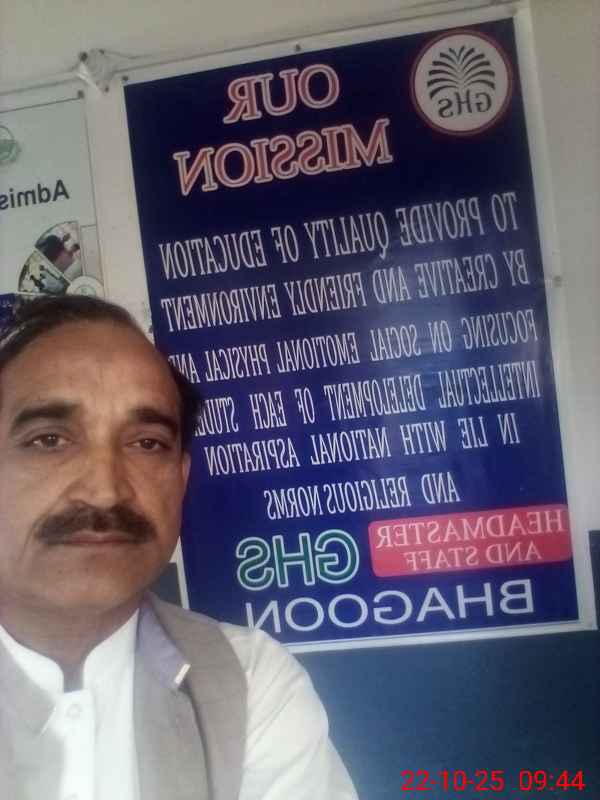 GHS
OUR
MISSION
TO PROVIDE QUALITY OF EDUCATION
BY CREATIVE AND FRIENDLY ENVIRONMENT
FOCUSING ON SOCIAL EMOTIONAL PHYSICAL AND
INTELLECTUAL DELELOPMENT OF EACH
IN LIE WITH NATIONAL ASPIRATION
AND RELIGIOUS NORMS
HEADMASTER
AND STAFF
GHS
BHAGOON
22-10-25 09:44